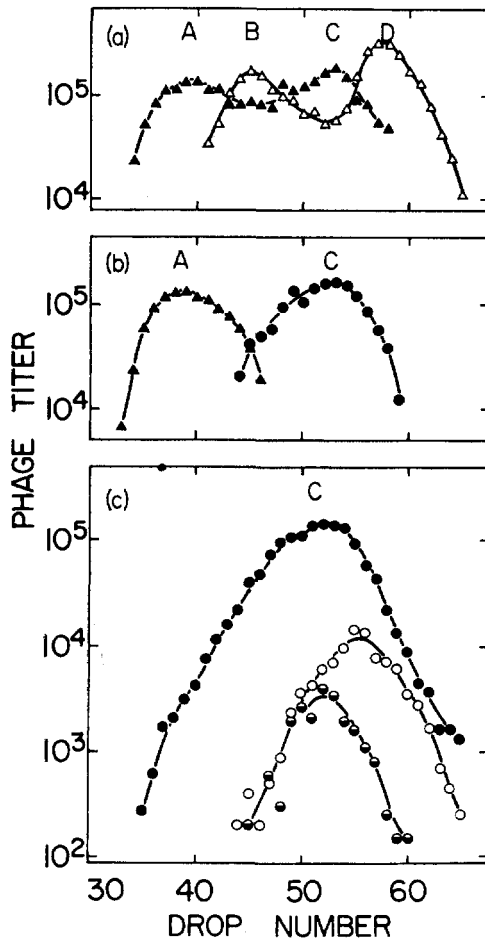 (a) A B C D
10⁵
10⁴
(b) A C
10⁵
10⁴
(c) C
10⁵
10⁴
10³
10²
PHAGE TITER
30 40 50 60
DROP NUMBER